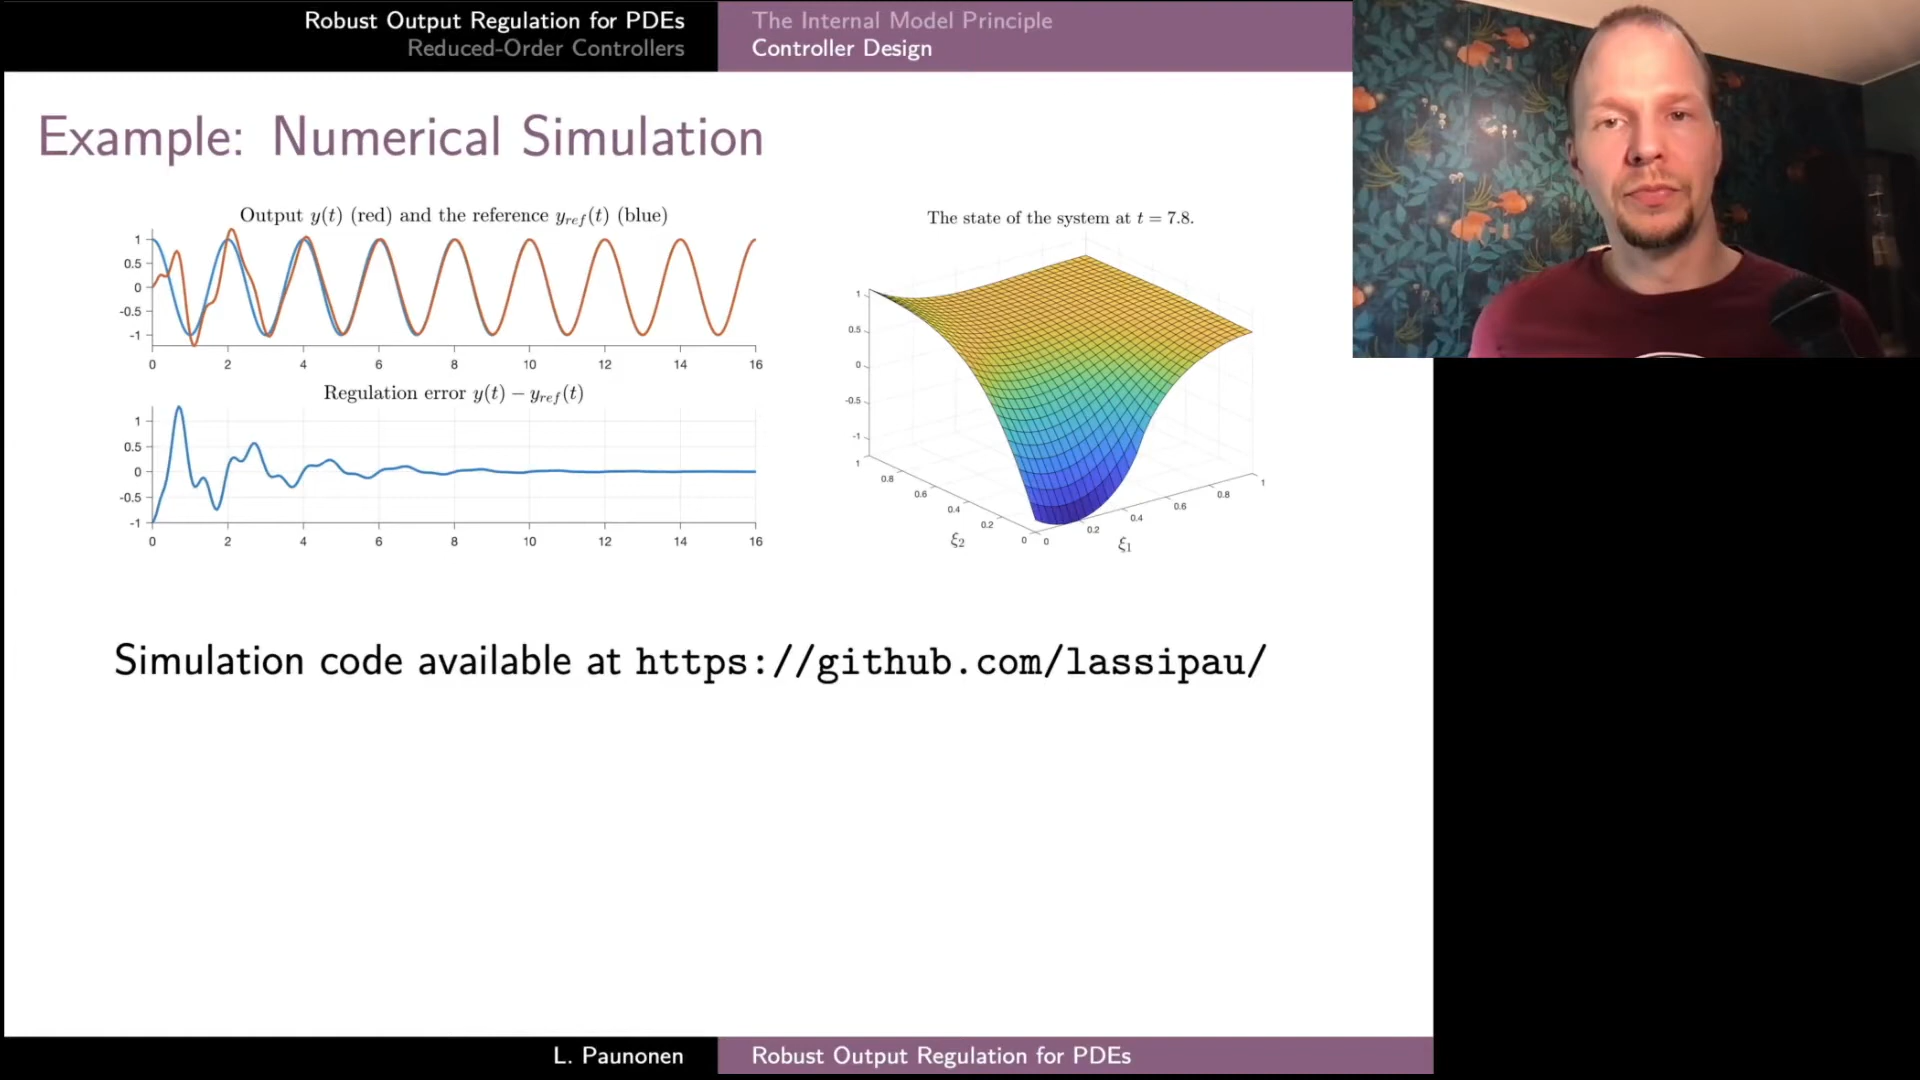 Robust Output Regulation for PDEs
Reduced-Order Controllers
The Internal Model Principle
Controller Design
Example: Numerical Simulation
Output y(t) (red) and the reference y_ref(t) (blue)
1
0.5
0
-0.5
-1
0 2 4 6 8 10 12 14 16
Regulation error y(t) − y_ref(t)
1
0.5
0
-0.5
-1
0 2 4 6 8 10 12 14 16
The state of the system at t = 7.8.
1
0.5
0
-0.5
-1
1
0.8
0.6
0.4
0.2
0
ξ₂
0
0.2
0.4
0.6
0.8
1
ξ₁
Simulation code available at https://github.com/lassipau/
L. Paunonen
Robust Output Regulation for PDEs